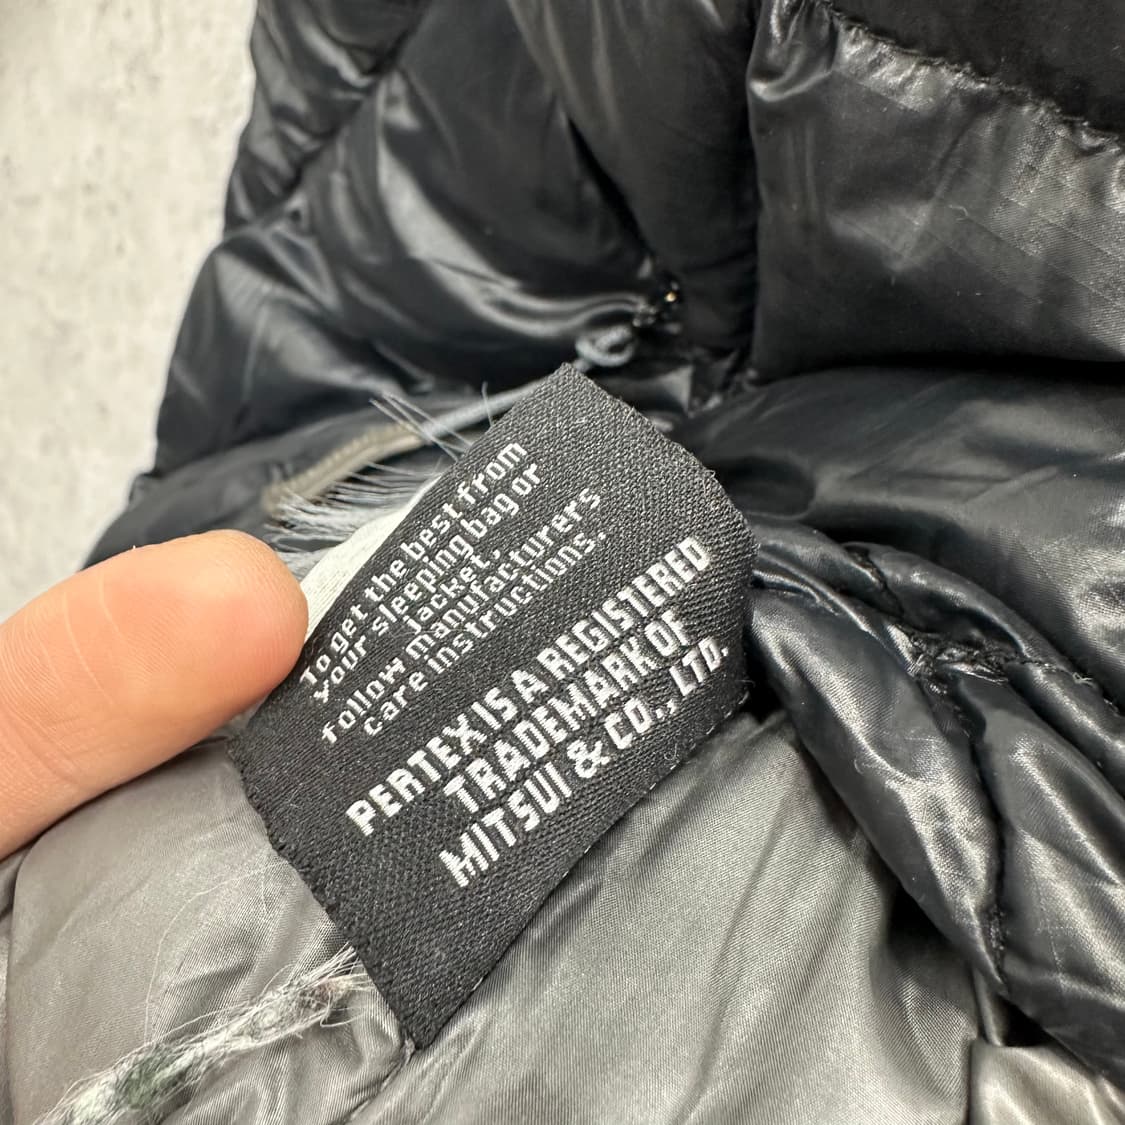 To get the best from
your sleeping bag or
jacket,
follow manufacturers
care instructions.
PERTEX IS A REGISTERED
TRADEMARK OF
MITSUI & CO., LTD.